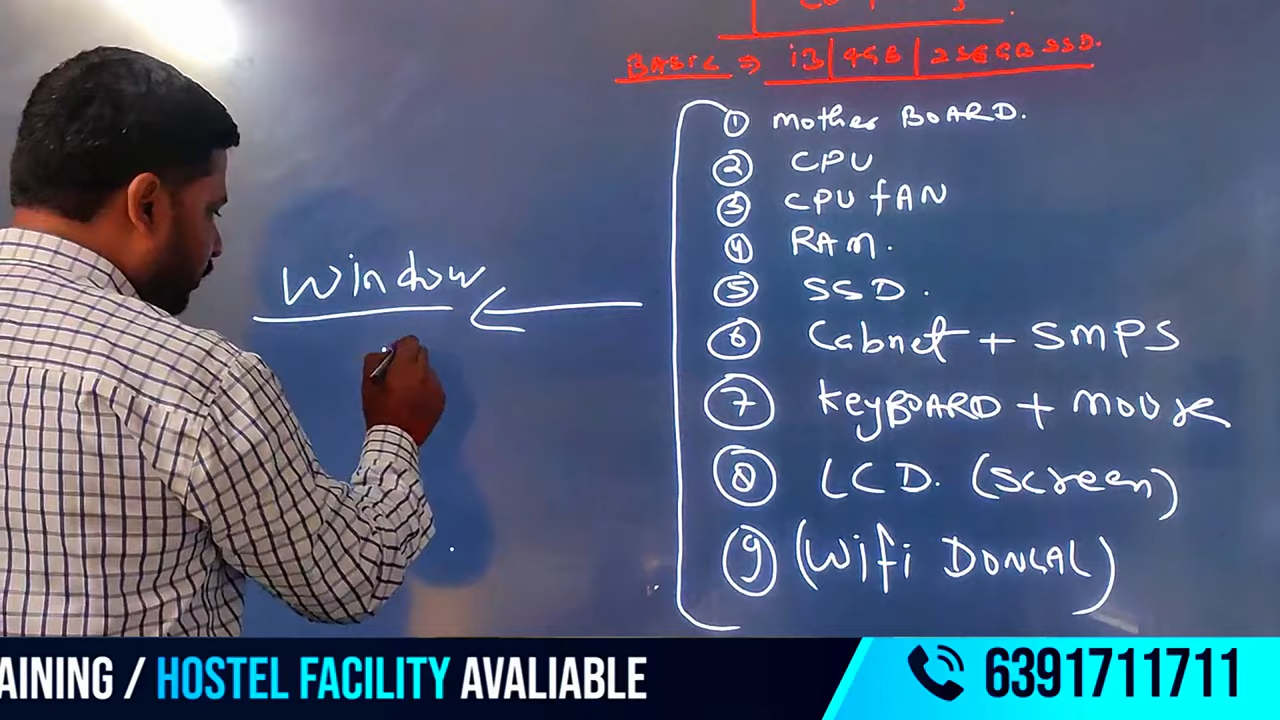 BASIC ⇒ i3 | 4GB | 256GB SSD.
① Mother BOARD.
② CPU
③ CPU fAN
④ RAM.
⑤ SSD.
⑥ Cabnet + SMPS
⑦ KeyBOARD + MOUSE
⑧ LCD. (Screen)
⑨ (Wifi DONGAL)
Window
AINING / HOSTEL FACILITY AVALIABLE
6391711711